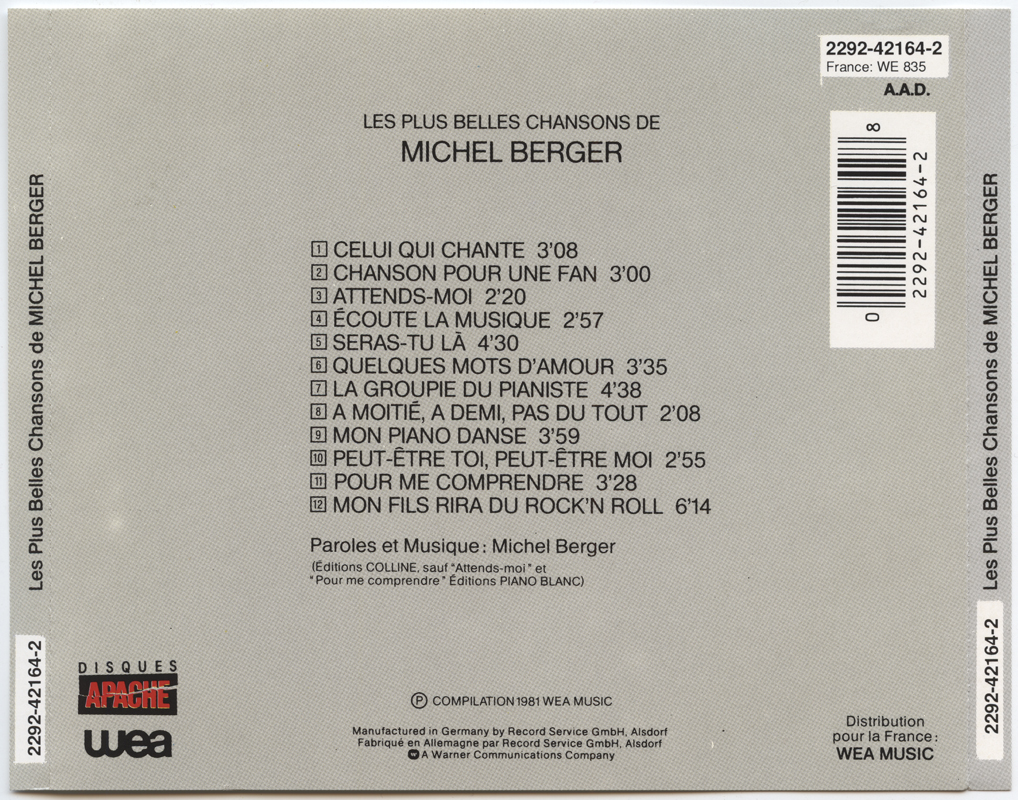 2292-42164-2
France: WE 835
A.A.D.
8
2292-42164-2
0
LES PLUS BELLES CHANSONS DE
MICHEL BERGER
1 CELUI QUI CHANTE 3'08
2 CHANSON POUR UNE FAN 3'00
3 ATTENDS-MOI 2'20
4 ÉCOUTE LA MUSIQUE 2'57
5 SERAS-TU LÀ 4'30
6 QUELQUES MOTS D'AMOUR 3'35
7 LA GROUPIE DU PIANISTE 4'38
8 A MOITIÉ, A DEMI, PAS DU TOUT 2'08
9 MON PIANO DANSE 3'59
10 PEUT-ÊTRE TOI, PEUT-ÊTRE MOI 2'55
11 POUR ME COMPRENDRE 3'28
12 MON FILS RIRA DU ROCK'N ROLL 6'14
Paroles et Musique : Michel Berger
(Éditions COLLINE, sauf "Attends-moi" et
"Pour me comprendre" Éditions PIANO BLANC)
DISQUES
APACHE
wea
Ⓟ COMPILATION 1981 WEA MUSIC
Manufactured in Germany by Record Service GmbH, Alsdorf
Fabriqué en Allemagne par Record Service GmbH, Alsdorf
A Warner Communications Company
Distribution
pour la France :
WEA MUSIC
Les Plus Belles Chansons de MICHEL BERGER
2292-42164-2
Les Plus Belles Chansons de MICHEL BERGER
2292-42164-2